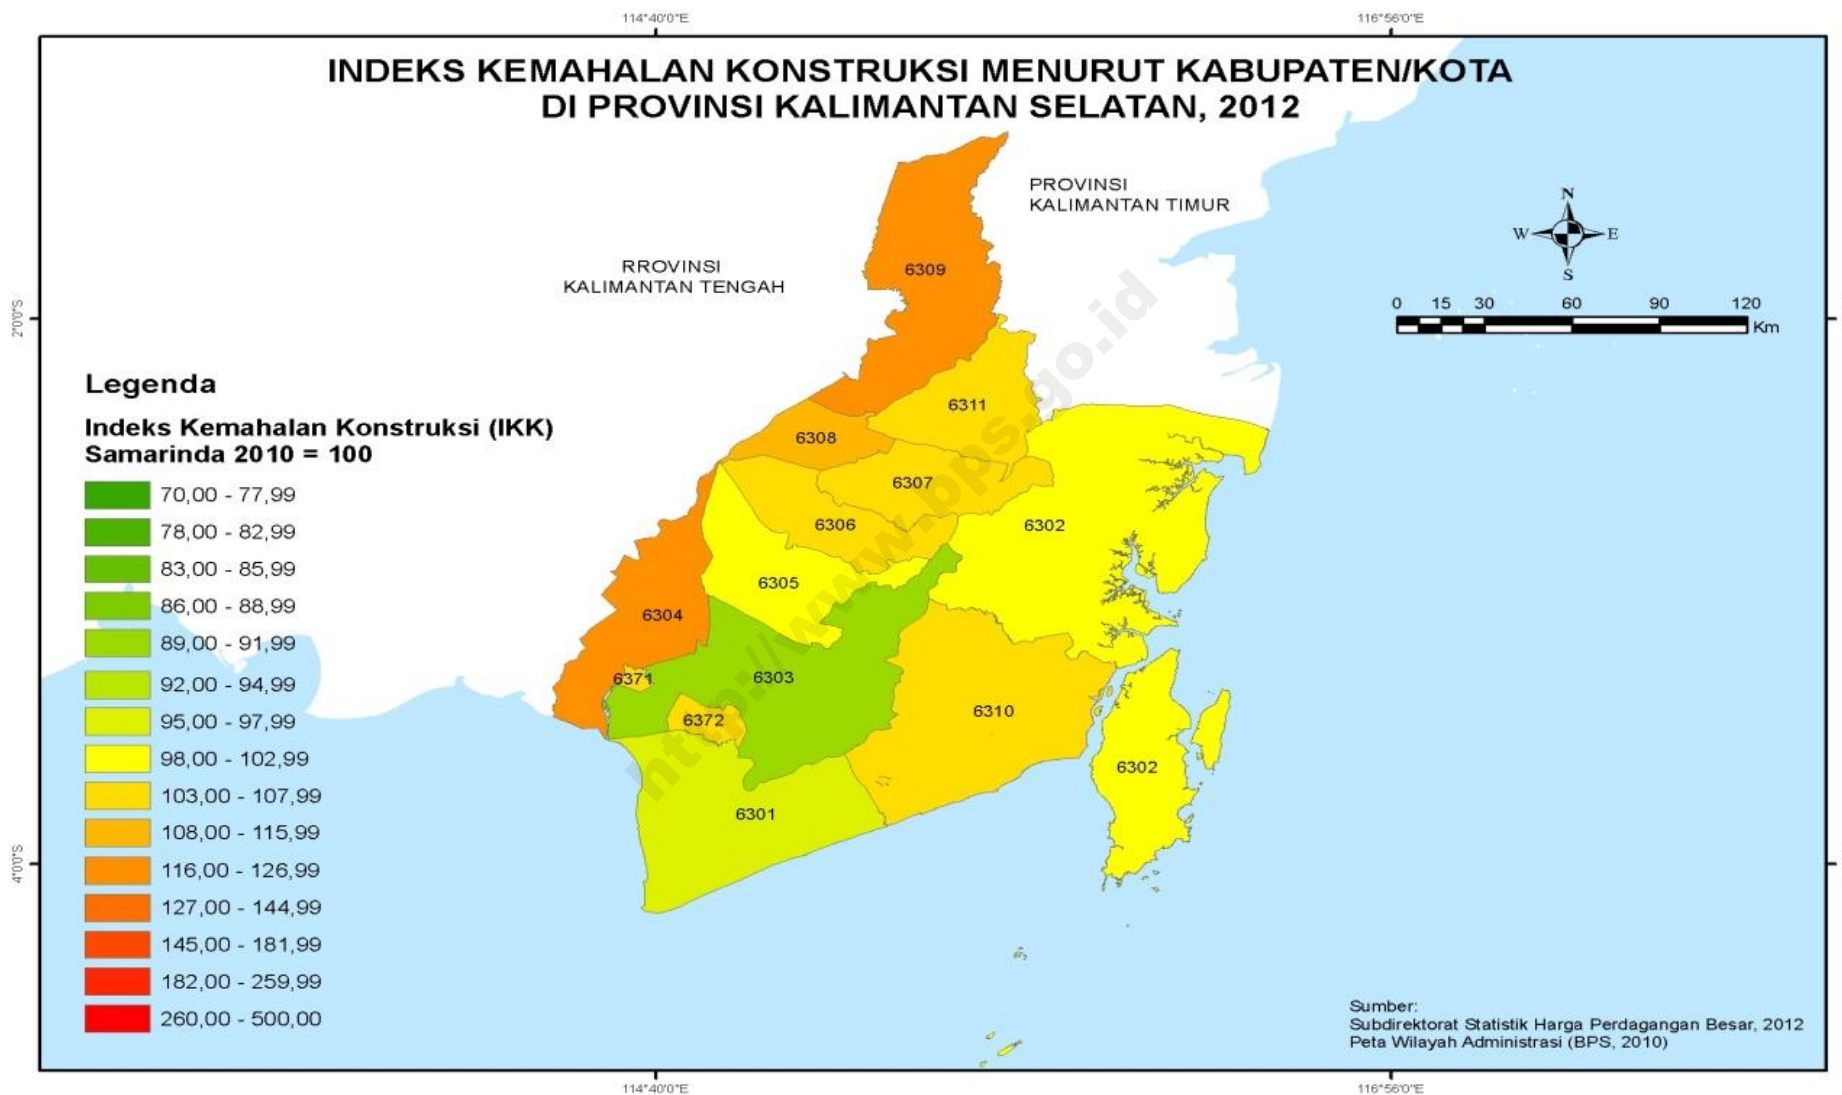 114°40'0"E
116°56'0"E
INDEKS KEMAHALAN KONSTRUKSI MENURUT KABUPATEN/KOTA
DI PROVINSI KALIMANTAN SELATAN, 2012
PROVINSI
KALIMANTAN TIMUR
N
W
E
S
RROVINSI
KALIMANTAN TENGAH
6309
0 15 30 60 90 120
Km
2°0'0"S
2°0'0"S
Legenda
Indeks Kemahalan Konstruksi (IKK)
Samarinda 2010 = 100
70,00 - 77,99
78,00 - 82,99
83,00 - 85,99
86,00 - 88,99
89,00 - 91,99
92,00 - 94,99
95,00 - 97,99
98,00 - 102,99
103,00 - 107,99
108,00 - 115,99
116,00 - 126,99
127,00 - 144,99
145,00 - 181,99
182,00 - 259,99
260,00 - 500,00
6311
6308
6307
6306
6302
6305
6304
6371
6303
6372
6310
6302
6301
http://www.bps.go.id
4°0'0"S
4°0'0"S
Sumber:
Subdirektorat Statistik Harga Perdagangan Besar, 2012
Peta Wilayah Administrasi (BPS, 2010)
114°40'0"E
116°56'0"E